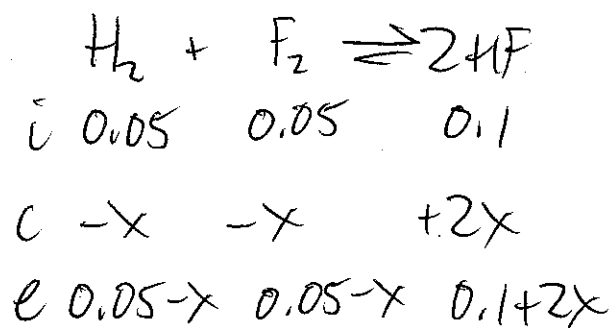 H₂ + F₂ ⇌ 2HF
i 0.05 0.05 0.1
c -x -x +2x
e 0.05-x 0.05-x 0.1+2x